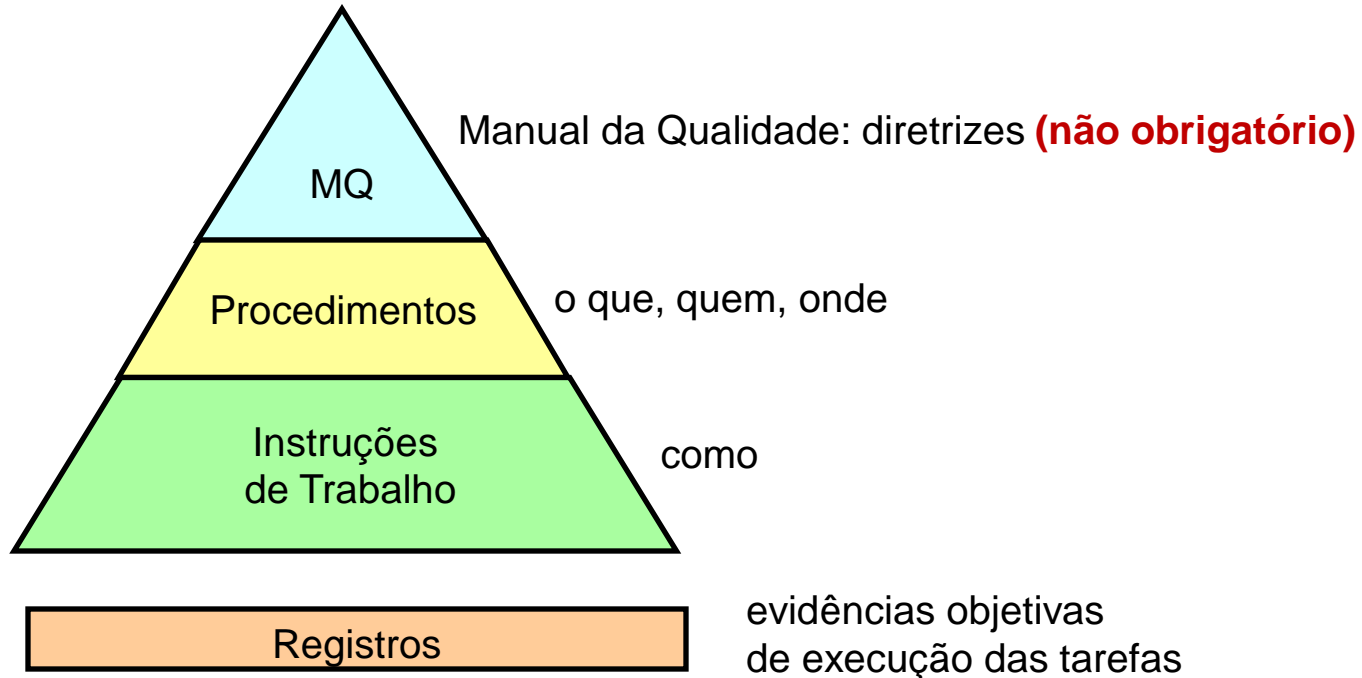 Manual da Qualidade: diretrizes (não obrigatório)
MQ
Procedimentos
o que, quem, onde
Instruções
de Trabalho
como
Registros
evidências objetivas
de execução das tarefas